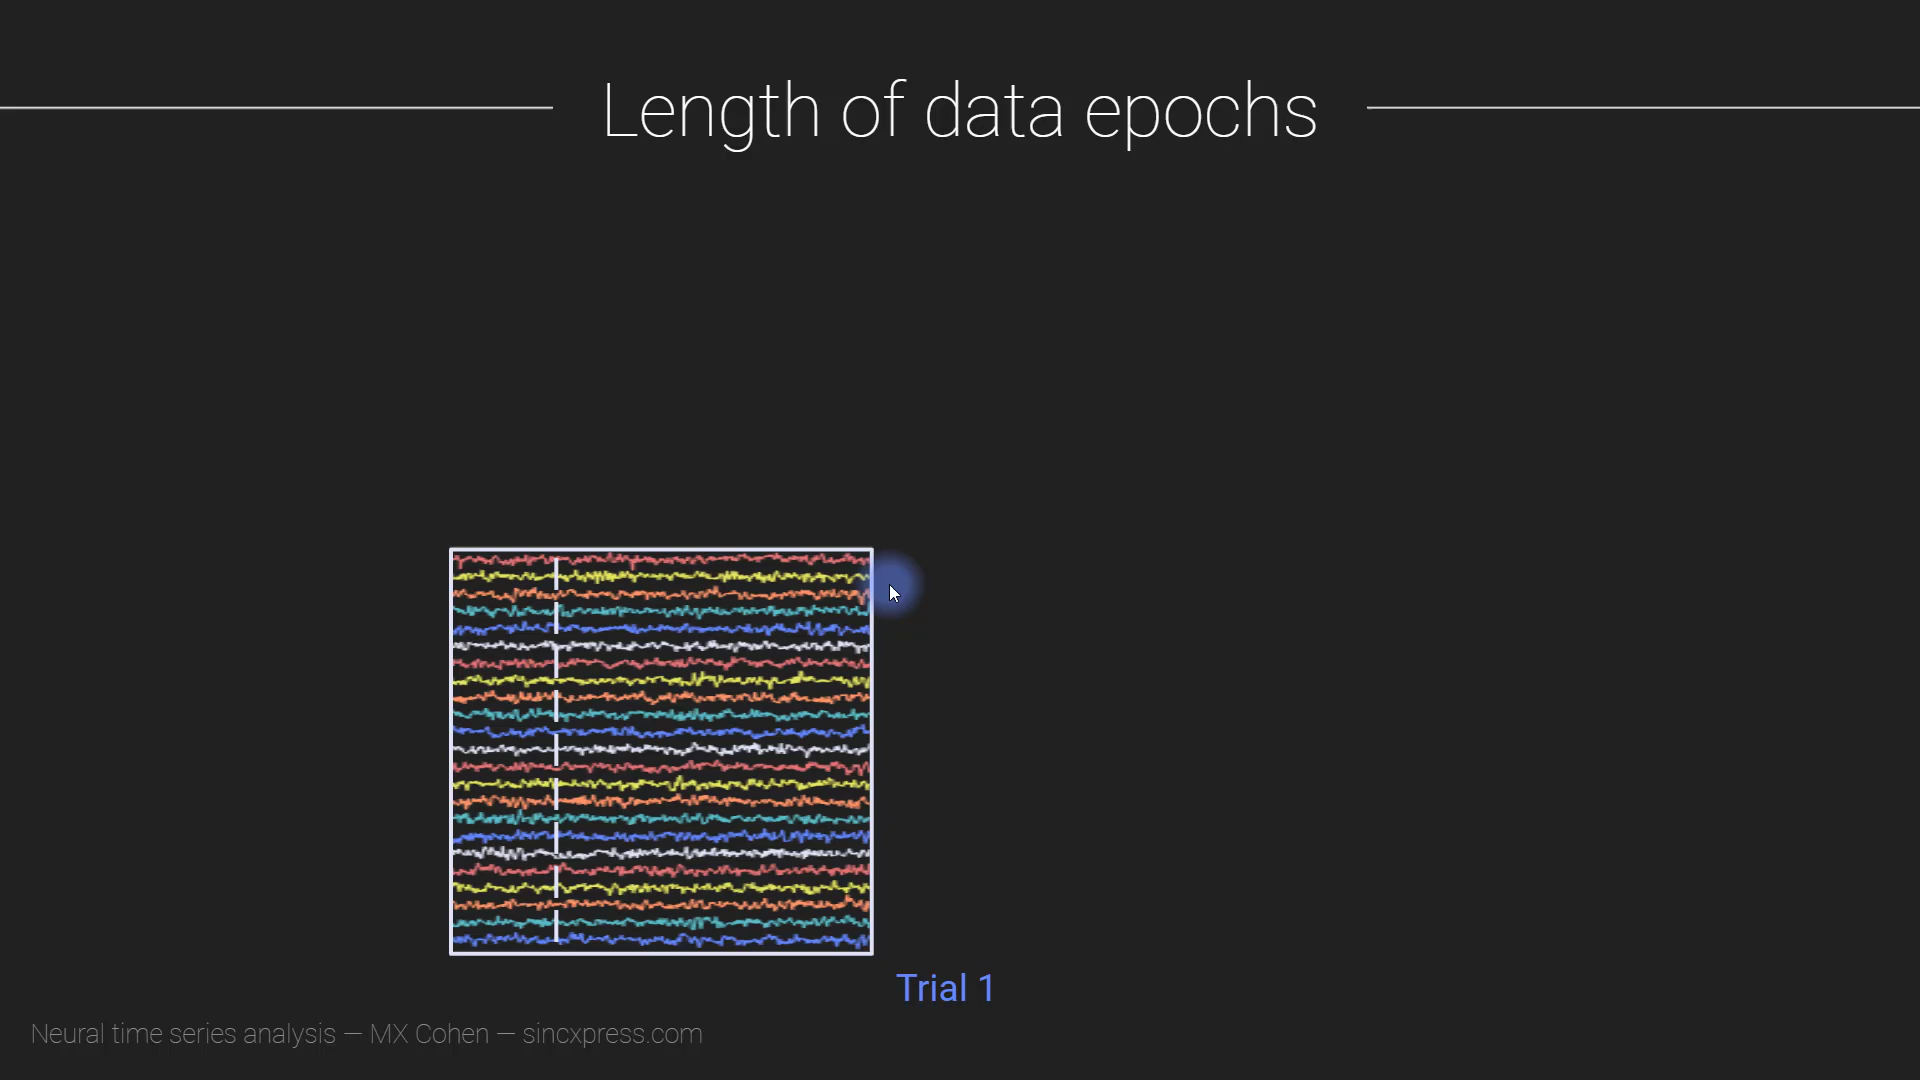 Length of data epochs
Trial 1
Neural time series analysis — MX Cohen — sincxpress.com